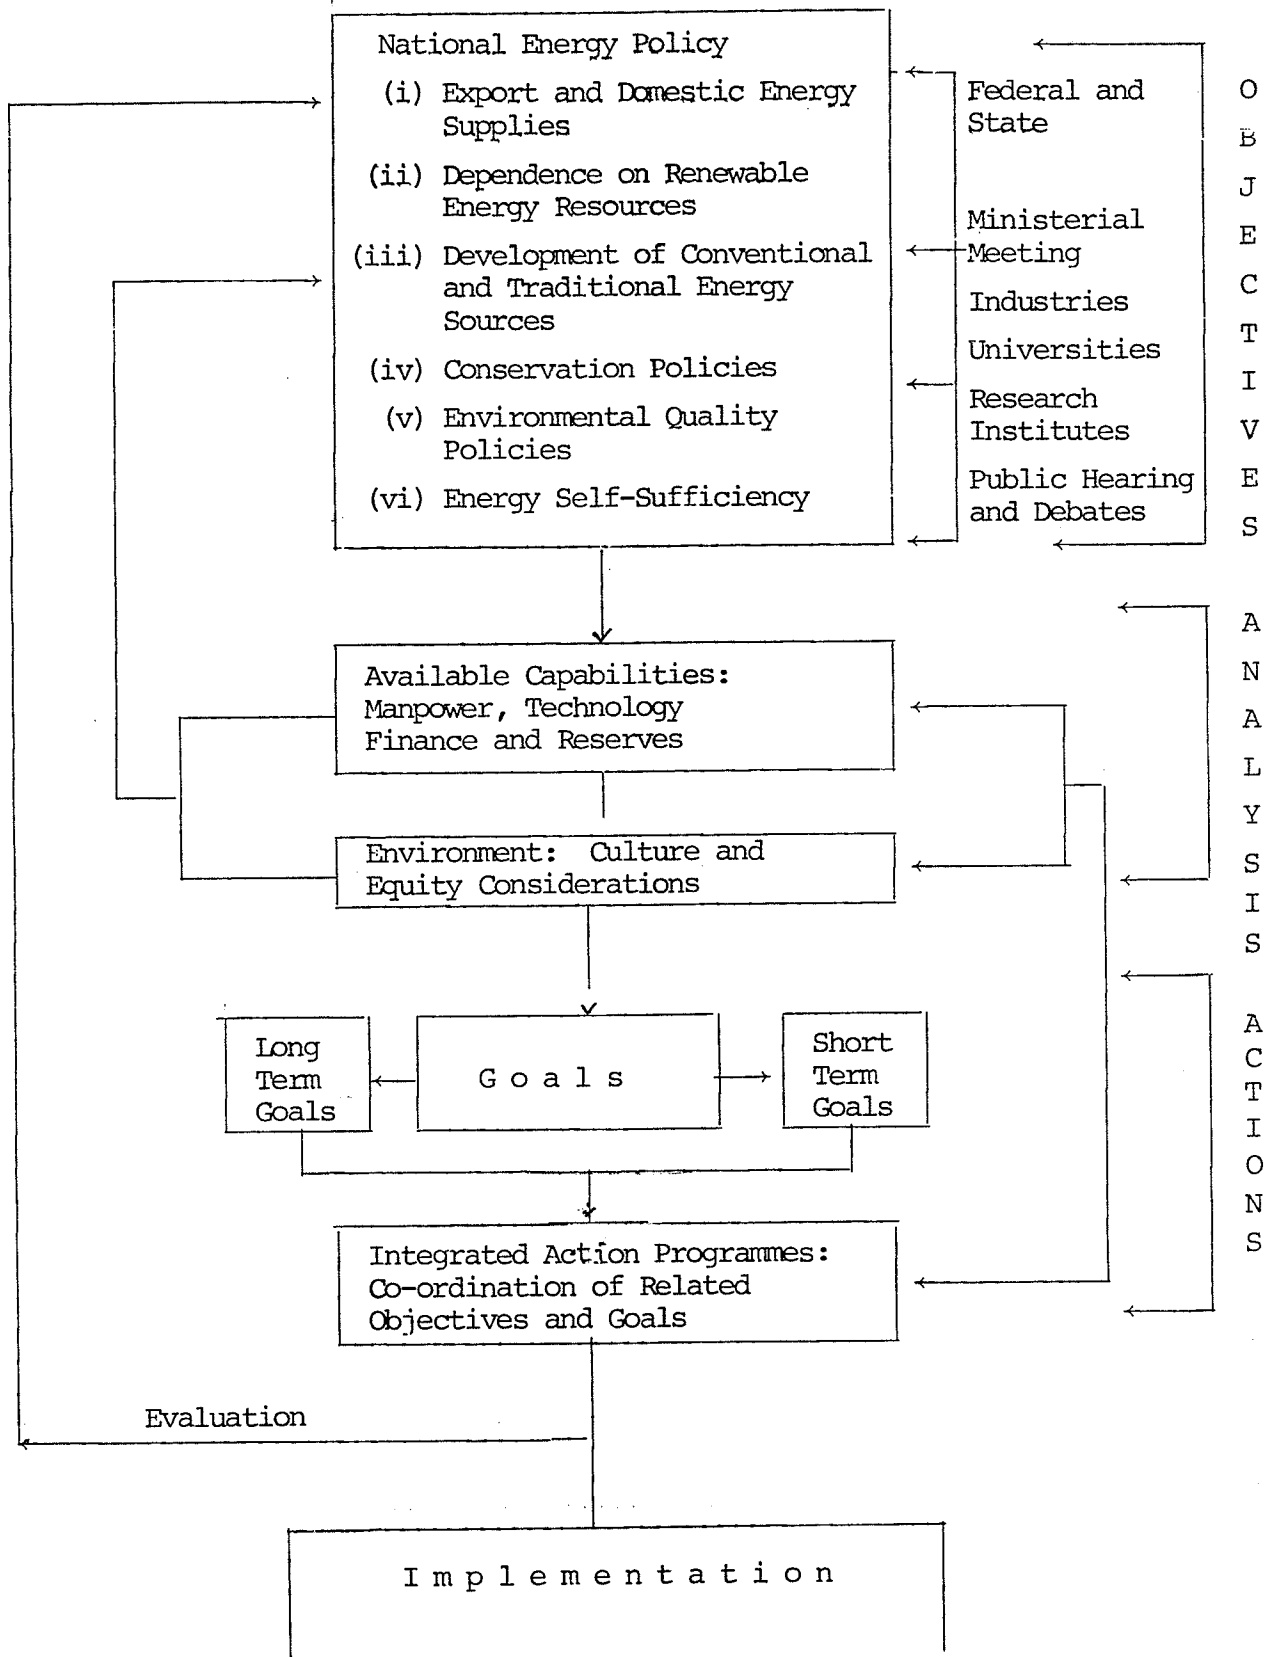 National Energy Policy
(i) Export and Domestic Energy
Supplies
(ii) Dependence on Renewable
Energy Resources
(iii) Development of Conventional
and Traditional Energy
Sources
(iv) Conservation Policies
(v) Environmental Quality
Policies
(vi) Energy Self-Sufficiency
Federal and
State
Ministerial
Meeting
Industries
Universities
Research
Institutes
Public Hearing
and Debates
OBJECTIVES
Available Capabilities:
Manpower, Technology
Finance and Reserves
Environment: Culture and
Equity Considerations
ANALYSIS
Long
Term
Goals
Goals
Short
Term
Goals
Integrated Action Programmes:
Co-ordination of Related
Objectives and Goals
ACTIONS
Evaluation
Implementation